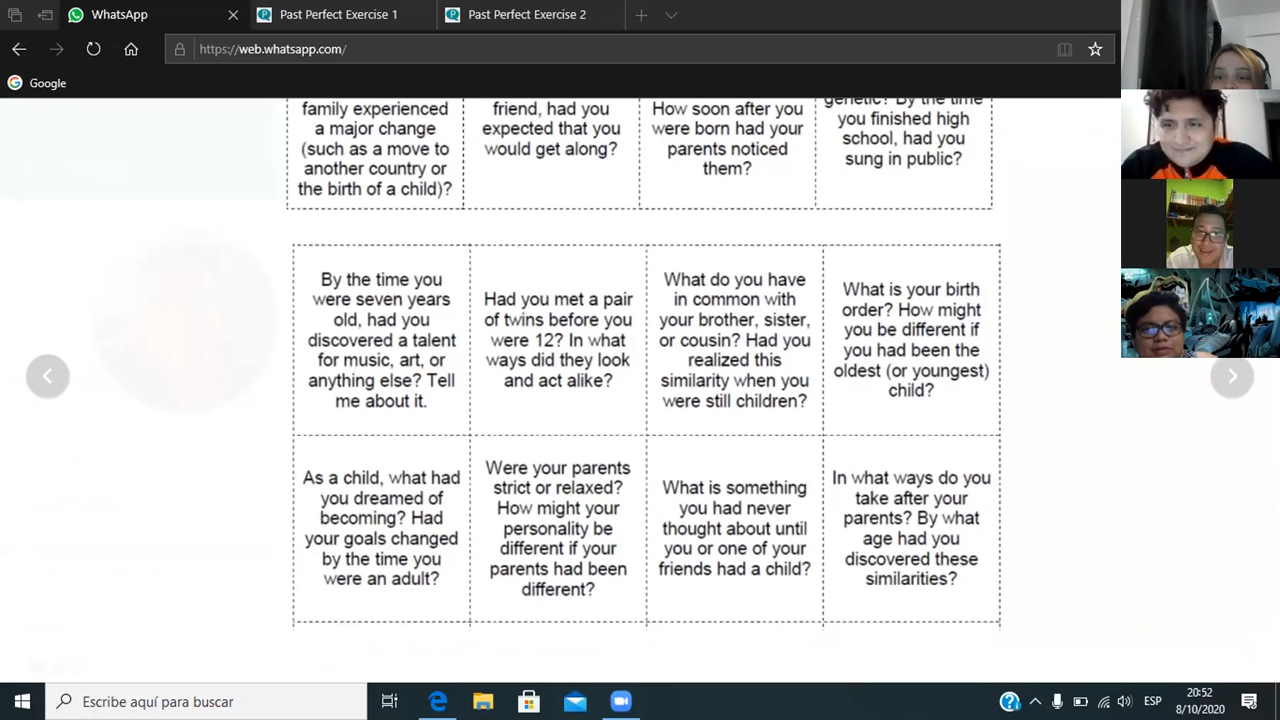 WhatsApp
Past Perfect Exercise 1
Past Perfect Exercise 2
https://web.whatsapp.com/
Google
family experienced
a major change
(such as a move to
another country or
the birth of a child)?
friend, had you
expected that you
would get along?
How soon after you
were born had your
parents noticed
them?
genetic? By the time
you finished high
school, had you
sung in public?
By the time you
were seven years
old, had you
discovered a talent
for music, art, or
anything else? Tell
me about it.
Had you met a pair
of twins before you
were 12? In what
ways did they look
and act alike?
What do you have
in common with
your brother, sister,
or cousin? Had you
realized this
similarity when you
were still children?
What is your birth
order? How might
you be different if
you had been the
oldest (or youngest)
child?
As a child, what had
you dreamed of
becoming? Had
your goals changed
by the time you
were an adult?
Were your parents
strict or relaxed?
How might your
personality be
different if your
parents had been
different?
What is something
you had never
thought about until
you or one of your
friends had a child?
In what ways do you
take after your
parents? By what
age had you
discovered these
similarities?
Escribe aquí para buscar
ESP
20:52
8/10/2020